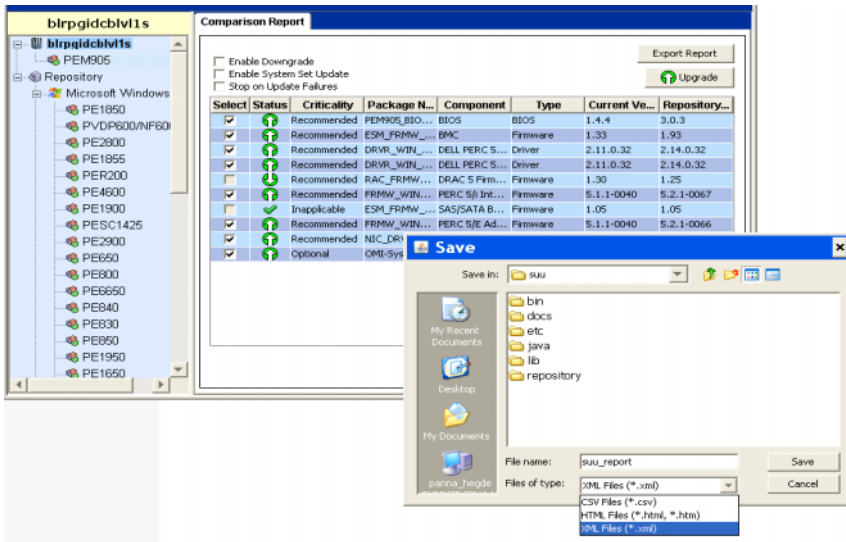 blrpgidcblvl1s
blrpgidcblvl1s
PEM905
Repository
Microsoft Windows
PE1850
PVDP600/NF60
PE2800
PE1855
PER200
PE4600
PE1900
PESC1425
PE2900
PE650
PE800
PE6650
PE840
PE830
PE850
PE1950
PE1650
Comparison Report
Enable Downgrade
Enable System Set Update
Stop on Update Failures
Export Report
Upgrade
Select Status Criticality Package N... Component Type Current Ve... Repository...
Recommended PEM905_BIO... BIOS BIOS 1.4.4 3.0.3
Recommended ESM_FRMW_... BMC Firmware 1.33 1.93
Recommended DRVR_WIN_... DELL PERC 5... Driver 2.11.0.32 2.14.0.32
Recommended DRVR_WIN_... DELL PERC 5... Driver 2.11.0.32 2.14.0.32
Recommended RAC_FRMW... DRAC 5 Firm... Firmware 1.30 1.25
Recommended FRMW_WIN... PERC 5/i Int... Firmware 5.1.1-0040 5.2.1-0067
Inapplicable ESM_FRMW_... SAS/SATA B... Firmware 1.05 1.05
Recommended FRMW_WIN... PERC 5/E Ad... Firmware 5.1.1-0040 5.2.1-0066
Recommended NIC_DRV
Optional OMI-Sys
Save
Save in: suu
My Recent Documents
Desktop
My Documents
panna_hegde
bin
docs
etc
java
lib
repository
File name: suu_report Save
Files of type: XML Files (*.xml) Cancel
CSV Files (*.csv)
HTML Files (*.html, *.htm)
XML Files (*.xml)